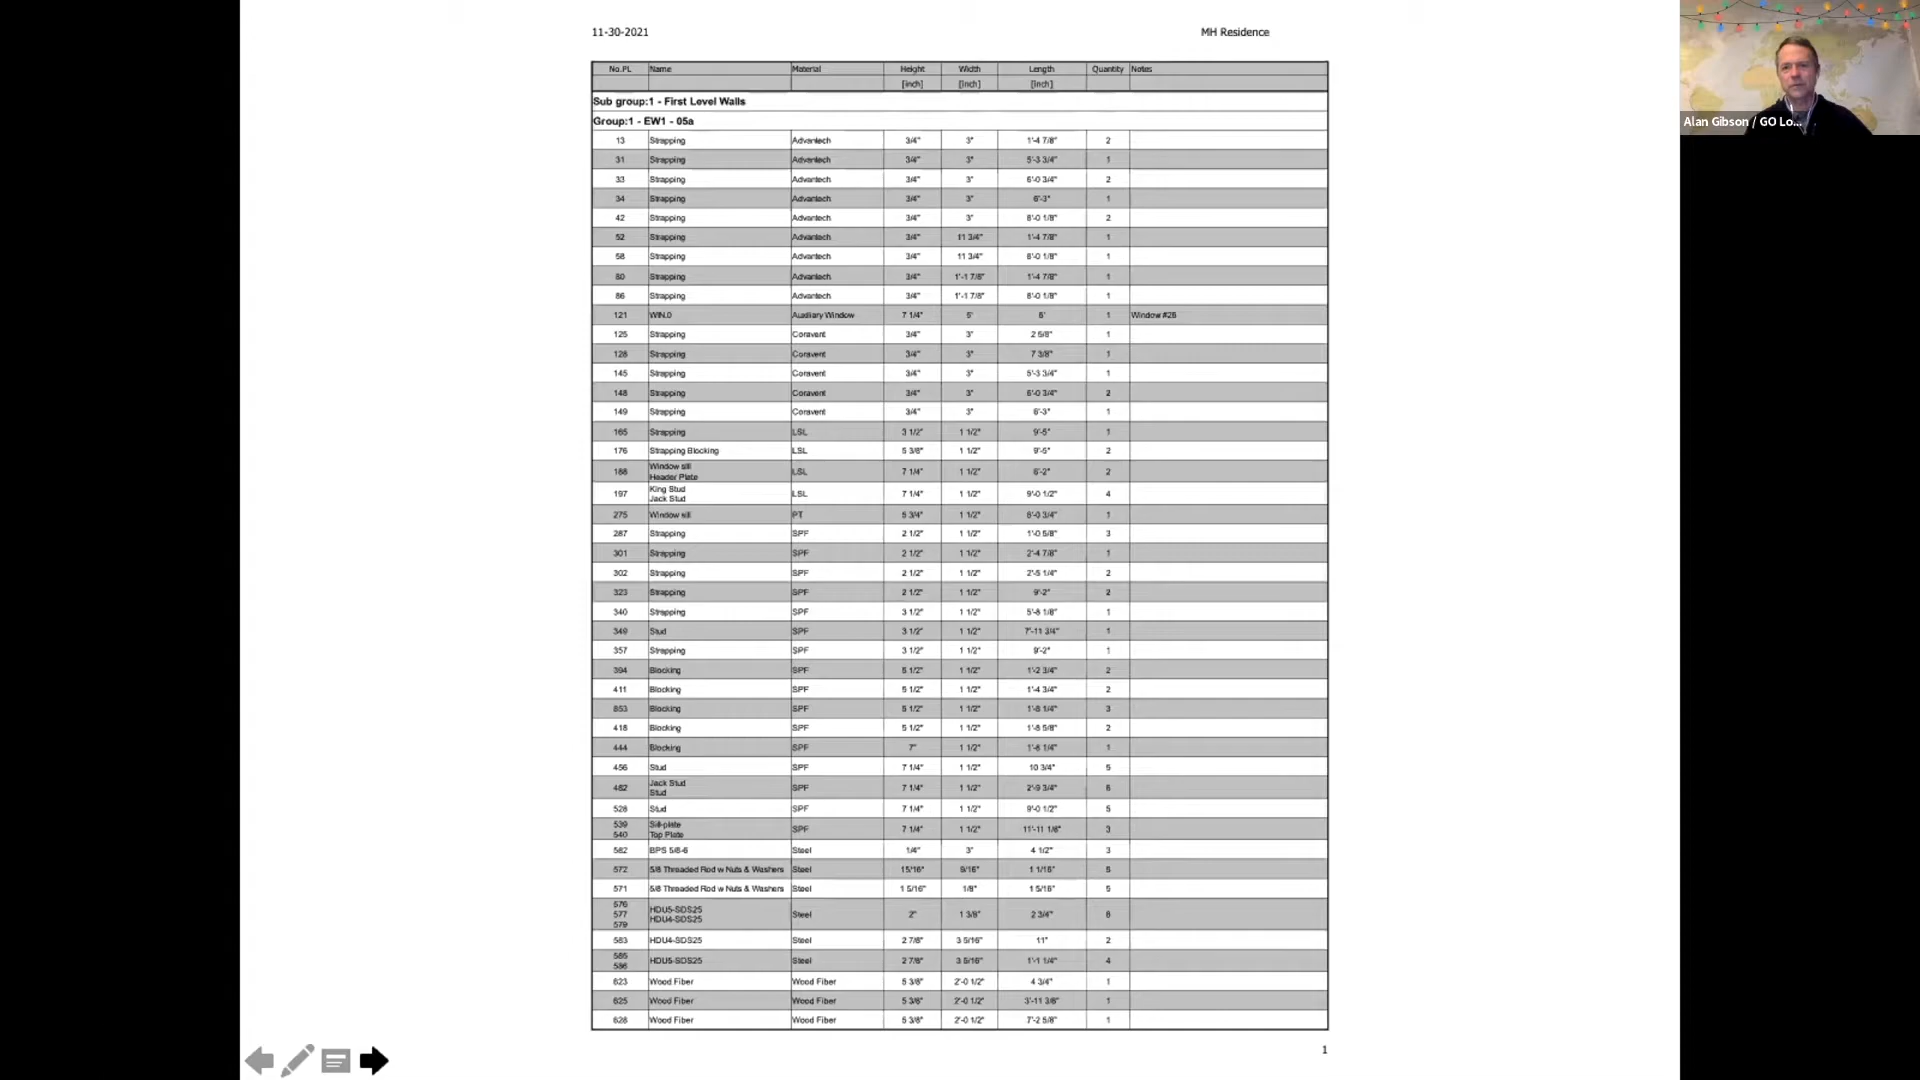 11-30-2021 MH Residence
Alan Gibson / GO Lo...
No.PL Name Material Height Width Length Quantity Notes
[inch] [inch] [inch]
Sub group:1 - First Level Walls
Group:1 - EW1 - 05a
13 Strapping Advantech 3/4" 3" 1'-4 7/8" 2
31 Strapping Advantech 3/4" 3" 5'-3 3/4" 1
33 Strapping Advantech 3/4" 3" 6'-0 3/4" 2
34 Strapping Advantech 3/4" 3" 6'-3" 1
42 Strapping Advantech 3/4" 3" 8'-0 1/8" 2
52 Strapping Advantech 3/4" 11 3/4" 1'-4 7/8" 1
58 Strapping Advantech 3/4" 11 3/4" 8'-0 1/8" 1
80 Strapping Advantech 3/4" 1'-1 7/8" 1'-4 7/8" 1
86 Strapping Advantech 3/4" 1'-1 7/8" 8'-0 1/8" 1
121 WIN.0 Auxiliary Window 7 1/4" 5' 6' 1 Window #26
125 Strapping Coravent 3/4" 3" 2 5/8" 1
128 Strapping Coravent 3/4" 3" 7 3/8" 1
145 Strapping Coravent 3/4" 3" 5'-3 3/4" 1
148 Strapping Coravent 3/4" 3" 6'-0 3/4" 2
149 Strapping Coravent 3/4" 3" 6'-3" 1
165 Strapping LSL 3 1/2" 1 1/2" 9'-5" 1
176 Strapping Blocking LSL 5 3/8" 1 1/2" 9'-5" 2
188 Window sill LSL 7 1/4" 1 1/2" 6'-2" 2
Header Plate
197 King Stud LSL 7 1/4" 1 1/2" 9'-0 1/2" 4
Jack Stud
275 Window sill PT 5 3/4" 1 1/2" 6'-0 3/4" 1
287 Strapping SPF 2 1/2" 1 1/2" 1'-0 5/8" 3
301 Strapping SPF 2 1/2" 1 1/2" 2'-4 7/8" 1
302 Strapping SPF 2 1/2" 1 1/2" 2'-5 1/4" 2
323 Strapping SPF 2 1/2" 1 1/2" 9'-2" 2
340 Strapping SPF 3 1/2" 1 1/2" 5'-8 1/8" 1
349 Stud SPF 3 1/2" 1 1/2" 7'-11 3/4" 1
357 Strapping SPF 3 1/2" 1 1/2" 9'-2" 1
394 Blocking SPF 5 1/2" 1 1/2" 1'-2 3/4" 2
411 Blocking SPF 5 1/2" 1 1/2" 1'-4 3/4" 2
853 Blocking SPF 5 1/2" 1 1/2" 1'-8 1/4" 3
418 Blocking SPF 5 1/2" 1 1/2" 1'-8 5/8" 2
444 Blocking SPF 7" 1 1/2" 1'-8 1/4" 1
456 Stud SPF 7 1/4" 1 1/2" 10 3/4" 5
482 Jack Stud SPF 7 1/4" 1 1/2" 2'-9 3/4" 6
Stud
528 Stud SPF 7 1/4" 1 1/2" 9'-0 1/2" 5
539 Sill-plate SPF 7 1/4" 1 1/2" 11'-11 1/8" 3
540 Top Plate
582 BPS 5/8-6 Steel 1/4" 3" 4 1/2" 3
572 5/8 Threaded Rod w Nuts & Washers Steel 15/16" 9/16" 1 1/16" 5
571 5/8 Threaded Rod w Nuts & Washers Steel 1 5/16" 1/8" 1 5/16" 5
576 HDU5-SDS25 Steel 2" 1 3/8" 2 3/4" 6
577 HDU4-SDS25
579
583 HDU4-SDS25 Steel 2 7/8" 3 5/16" 11" 2
585 HDU5-SDS25 Steel 2 7/8" 3 5/16" 1'-1 1/4" 4
586
623 Wood Fiber Wood Fiber 5 3/8" 2'-0 1/2" 4 3/4" 1
625 Wood Fiber Wood Fiber 5 3/8" 2'-0 1/2" 3'-11 3/8" 1
628 Wood Fiber Wood Fiber 5 3/8" 2'-0 1/2" 7'-2 5/8" 1
1